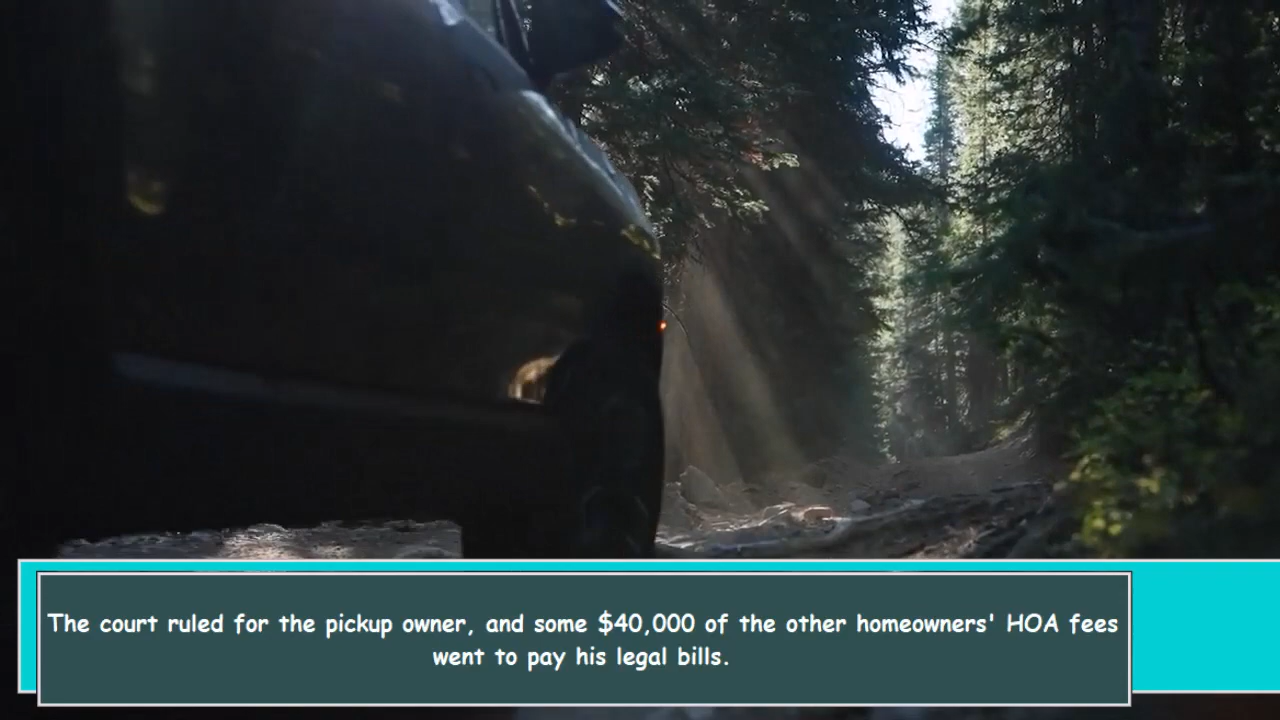 The court ruled for the pickup owner, and some $40,000 of the other homeowners' HOA fees
went to pay his legal bills.